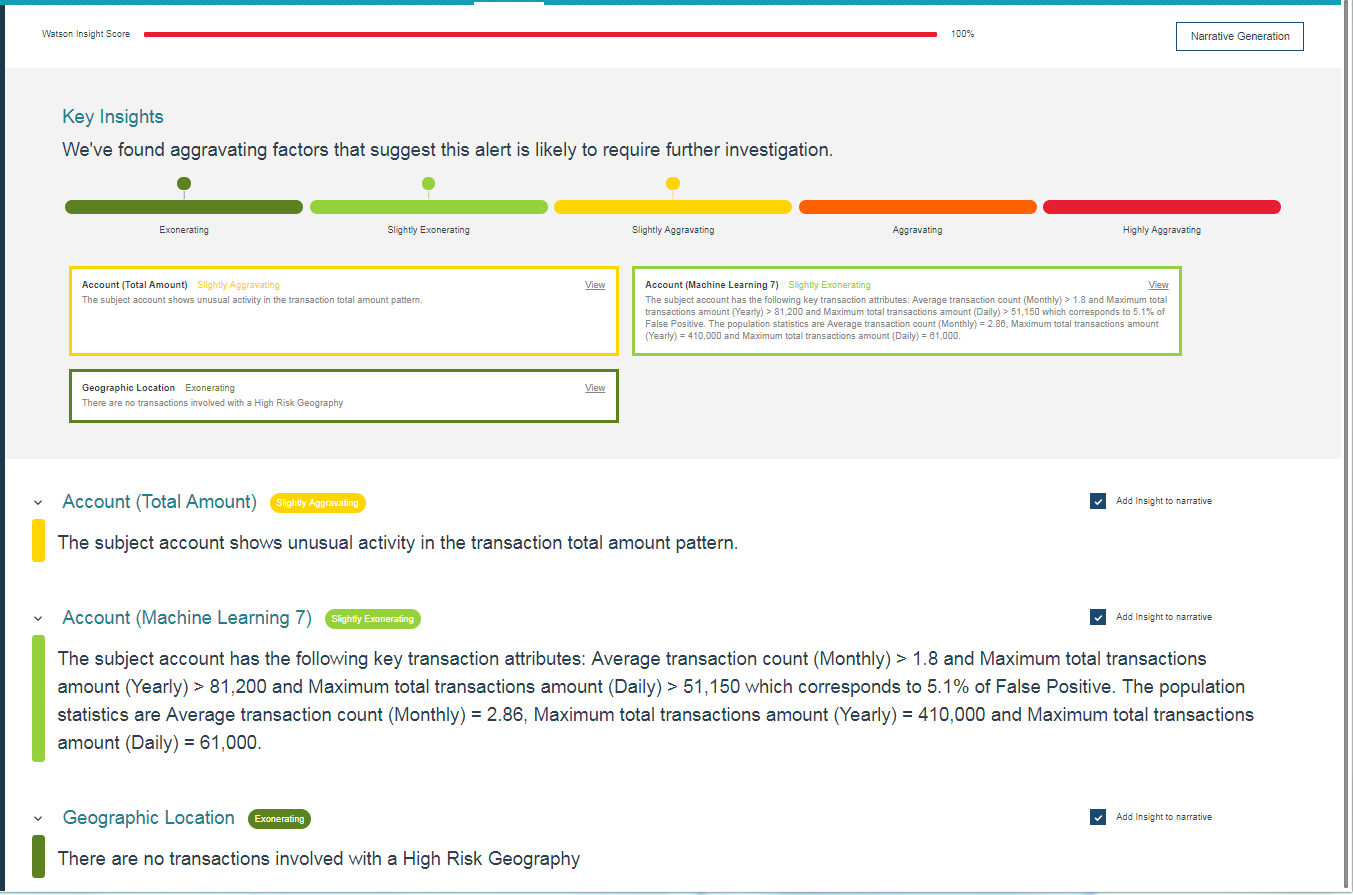 Watson Insight Score 100% Narrative Generation
Key Insights
We've found aggravating factors that suggest this alert is likely to require further investigation.
Exonerating Slightly Exonerating Slightly Aggravating Aggravating Highly Aggravating
Account (Total Amount) Slightly Aggravating View
The subject account shows unusual activity in the transaction total amount pattern.
Account (Machine Learning 7) Slightly Exonerating View
The subject account has the following key transaction attributes: Average transaction count (Monthly) > 1.8 and Maximum total
transactions amount (Yearly) > 81,200 and Maximum total transactions amount (Daily) > 51,150 which corresponds to 5.1% of
False Positive. The population statistics are Average transaction count (Monthly) = 2.86, Maximum total transactions amount
(Yearly) = 410,000 and Maximum total transactions amount (Daily) = 61,000.
Geographic Location Exonerating View
There are no transactions involved with a High Risk Geography
Account (Total Amount) Slightly Aggravating Add Insight to narrative
The subject account shows unusual activity in the transaction total amount pattern.
Account (Machine Learning 7) Slightly Exonerating Add Insight to narrative
The subject account has the following key transaction attributes: Average transaction count (Monthly) > 1.8 and Maximum total transactions
amount (Yearly) > 81,200 and Maximum total transactions amount (Daily) > 51,150 which corresponds to 5.1% of False Positive. The population
statistics are Average transaction count (Monthly) = 2.86, Maximum total transactions amount (Yearly) = 410,000 and Maximum total transactions
amount (Daily) = 61,000.
Geographic Location Exonerating Add Insight to narrative
There are no transactions involved with a High Risk Geography